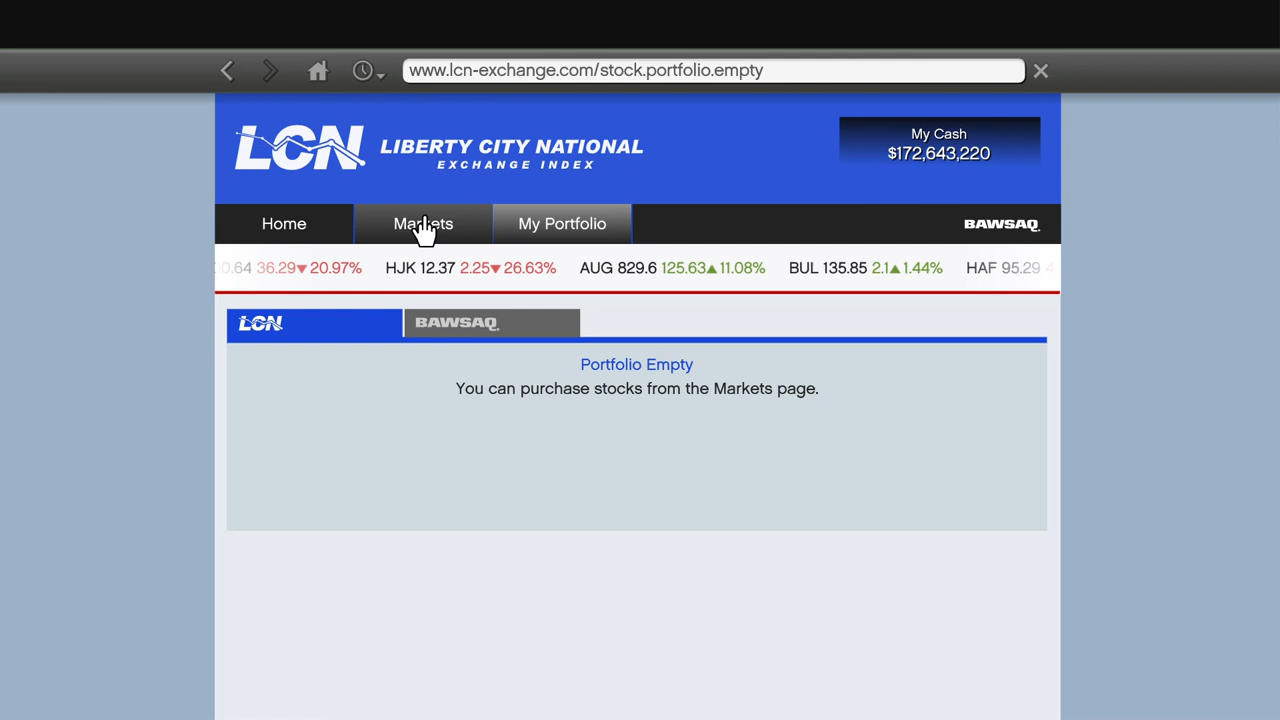 www.lcn-exchange.com/stock.portfolio.empty
LCN LIBERTY CITY NATIONAL
EXCHANGE INDEX
My Cash
$172,643,220
Home Markets My Portfolio BAWSAQ
0.64 36.29▼20.97% HJK 12.37 2.25▼26.63% AUG 829.6 125.63▲11.08% BUL 135.85 2.1▲1.44% HAF 95.29 4
LCN BAWSAQ
Portfolio Empty
You can purchase stocks from the Markets page.